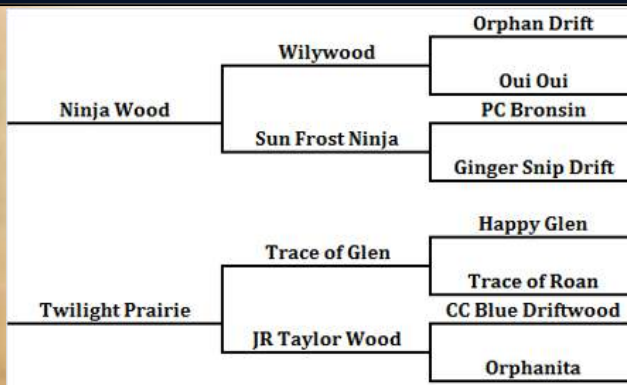 Orphan Drift
Wilywood
Oui Oui
Ninja Wood
PC Bronsin
Sun Frost Ninja
Ginger Snip Drift
Happy Glen
Trace of Glen
Trace of Roan
Twilight Prairie
CC Blue Driftwood
JR Taylor Wood
Orphanita